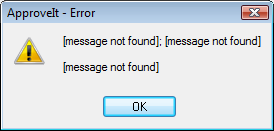 ApproveIt - Error
[message not found]; [message not found]
[message not found]
OK